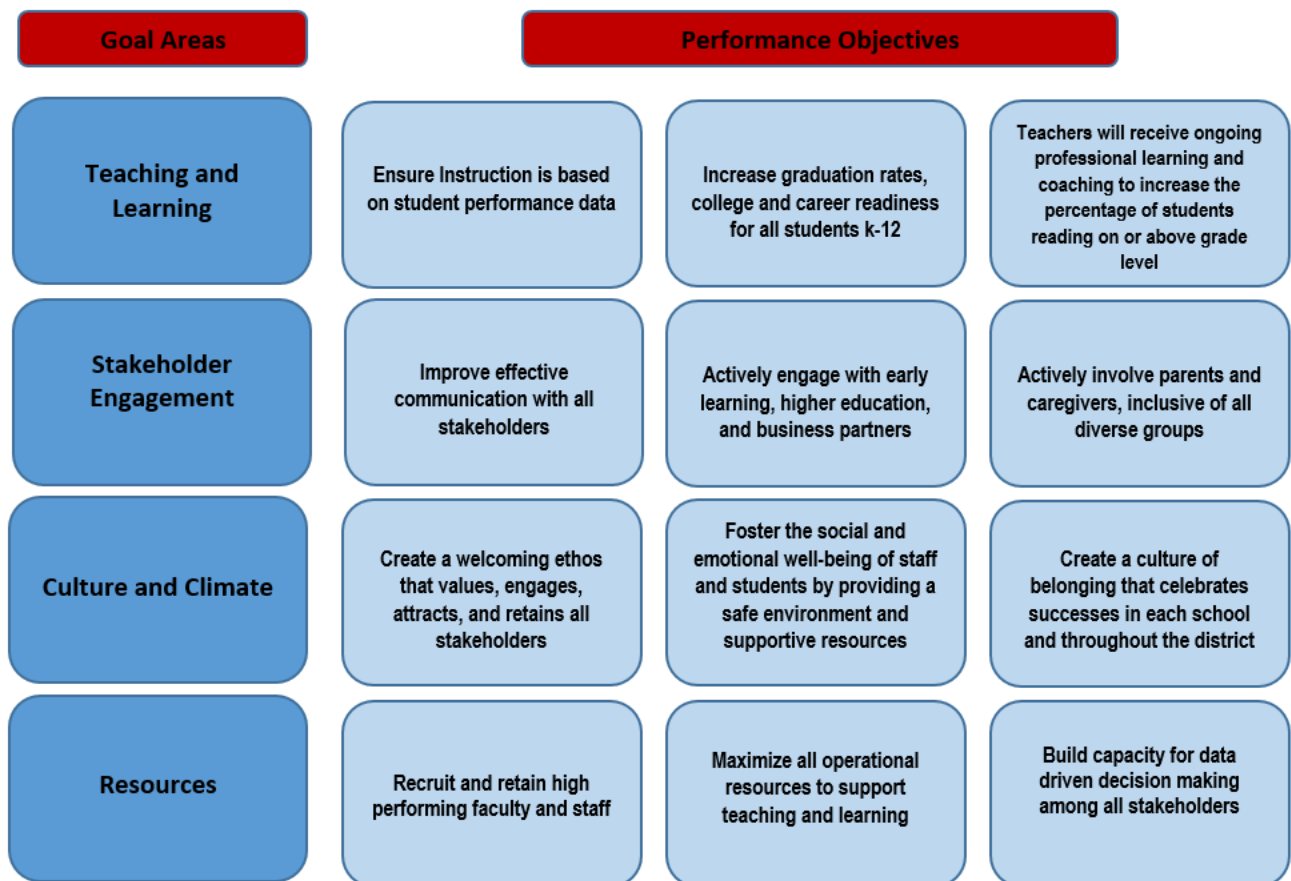 Goal Areas
Performance Objectives
Teaching and
Learning
Ensure Instruction is based
on student performance data
Increase graduation rates,
college and career readiness
for all students k-12
Teachers will receive ongoing
professional learning and
coaching to increase the
percentage of students
reading on or above grade
level
Stakeholder
Engagement
Improve effective
communication with all
stakeholders
Actively engage with early
learning, higher education,
and business partners
Actively involve parents and
caregivers, inclusive of all
diverse groups
Culture and Climate
Create a welcoming ethos
that values, engages,
attracts, and retains all
stakeholders
Foster the social and
emotional well-being of staff
and students by providing a
safe environment and
supportive resources
Create a culture of
belonging that celebrates
successes in each school
and throughout the district
Resources
Recruit and retain high
performing faculty and staff
Maximize all operational
resources to support
teaching and learning
Build capacity for data
driven decision making
among all stakeholders